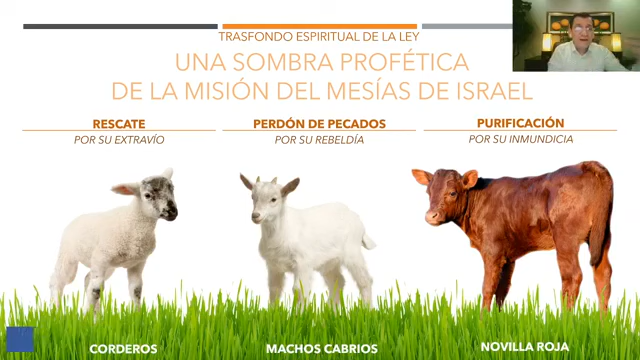 TRASFONDO ESPIRITUAL DE LA LEY
UNA SOMBRA PROFÉTICA
DE LA MISIÓN DEL MESÍAS DE ISRAEL
RESCATE
POR SU EXTRAVÍO
PERDÓN DE PECADOS
POR SU REBELDÍA
PURIFICACIÓN
POR SU INMUNDICIA
CORDEROS
MACHOS CABRIOS
NOVILLA ROJA